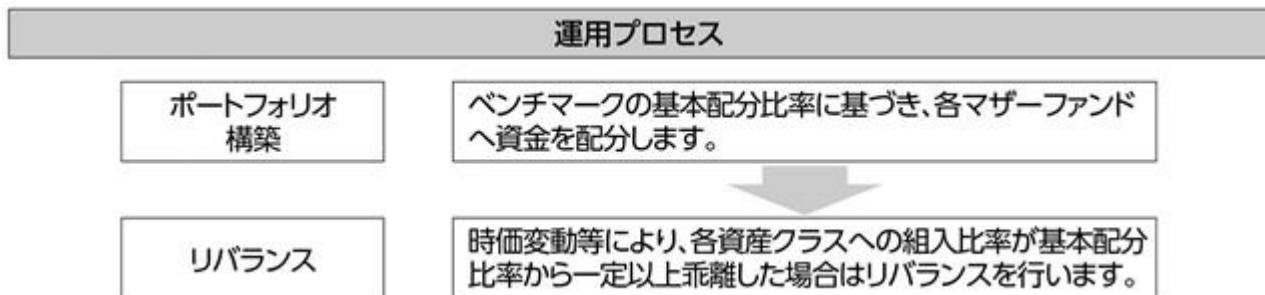 運用プロセス
ポートフォリオ
構築
ベンチマークの基本配分比率に基づき、各マザーファンド
へ資金を配分します。
リバランス
時価変動等により、各資産クラスへの組入比率が基本配分
比率から一定以上乖離した場合はリバランスを行います。